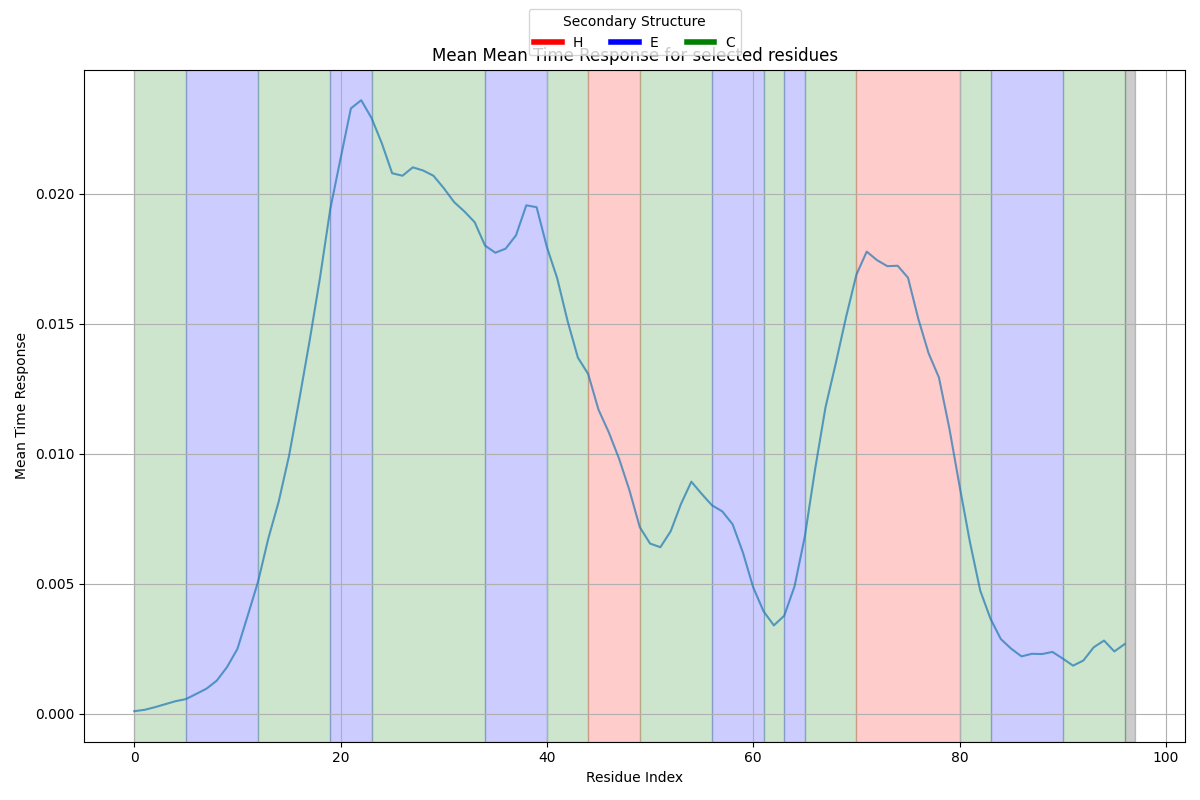 Secondary Structure
H E C
Mean Mean Time Response for selected residues
Mean Time Response
0.020
0.015
0.010
0.005
0.000
0 20 40 60 80 100
Residue Index